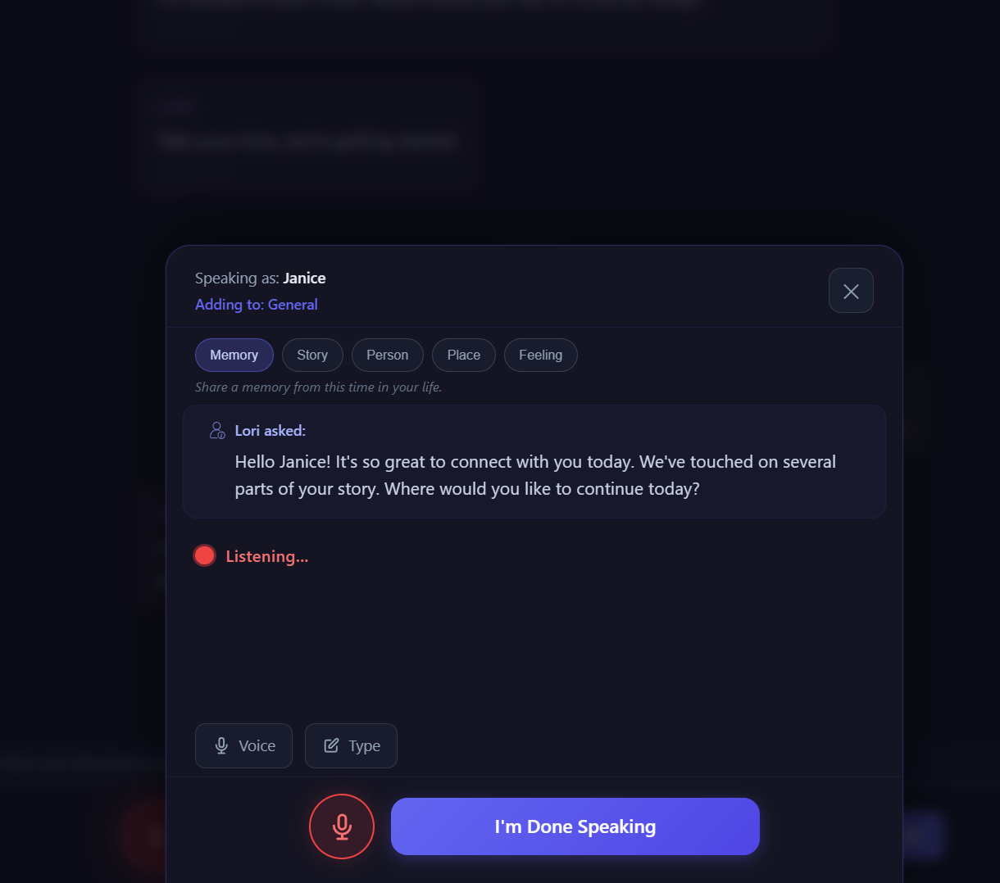 Speaking as: Janice
Adding to: General
Memory
Story
Person
Place
Feeling
Share a memory from this time in your life.
Lori asked:
Hello Janice! It's so great to connect with you today. We've touched on several
parts of your story. Where would you like to continue today?
Listening...
Voice
Type
I'm Done Speaking